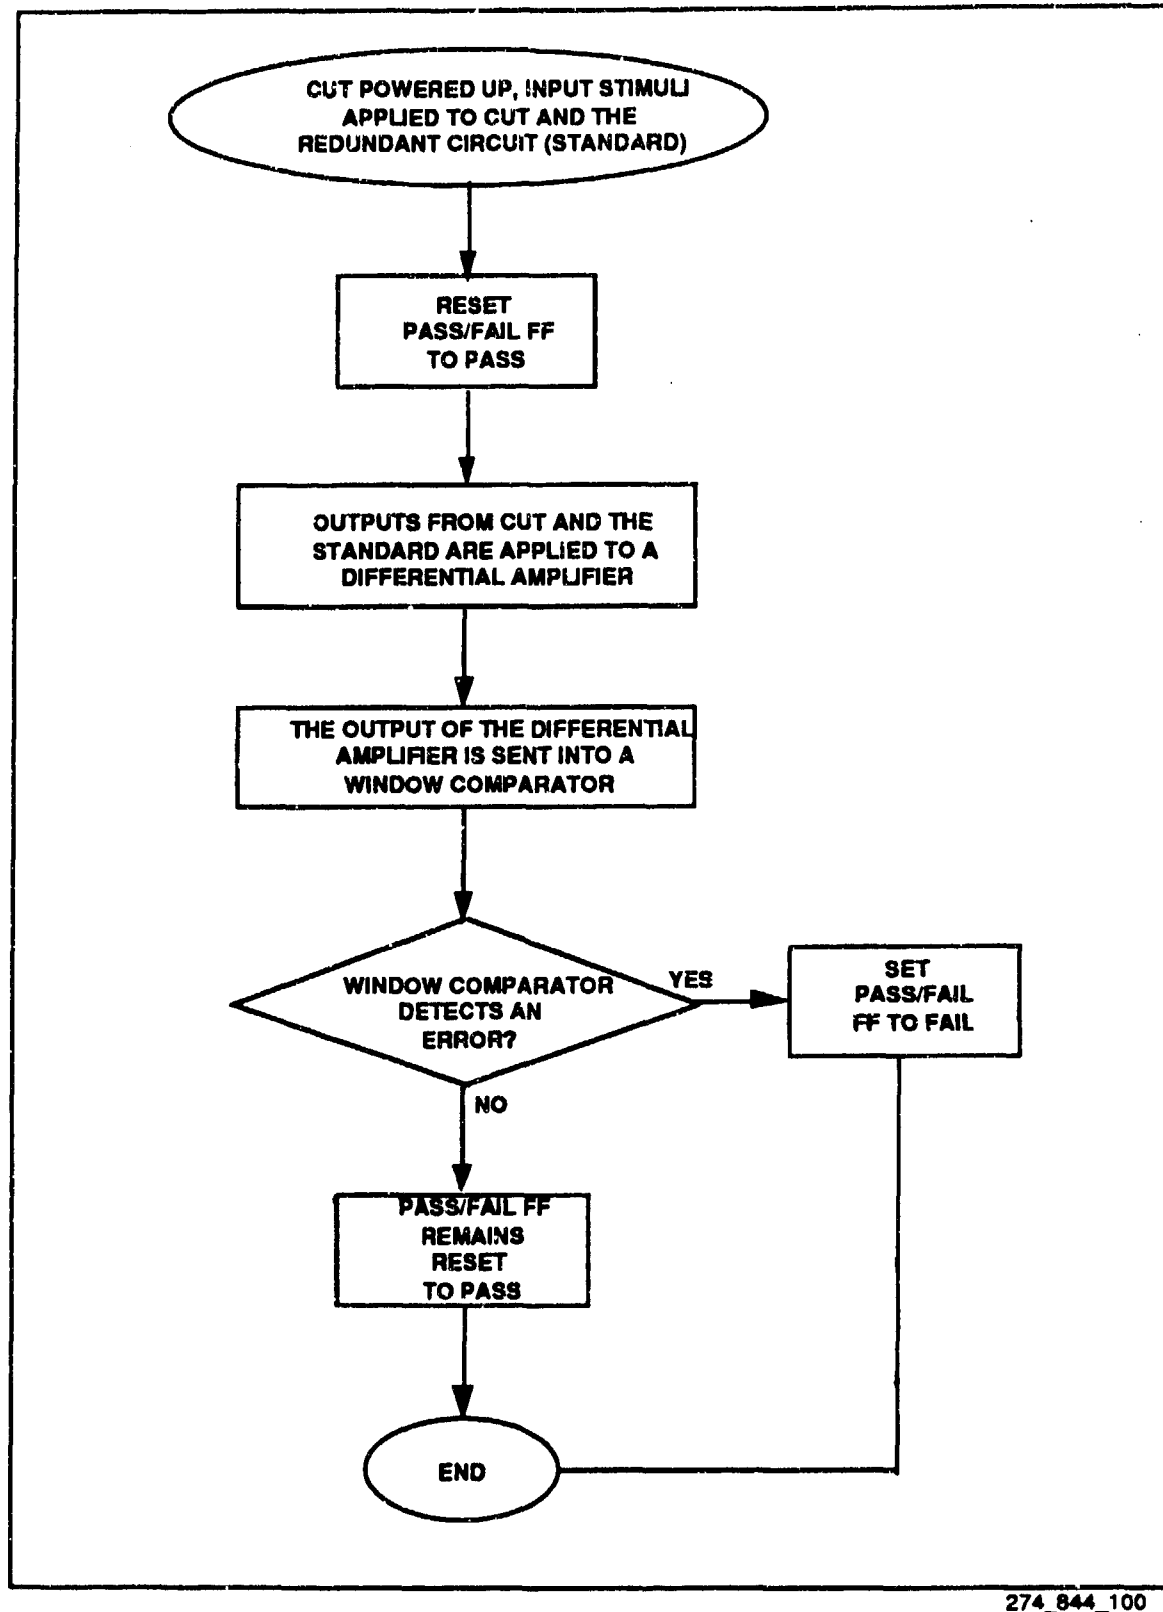 CUT POWERED UP, INPUT STIMULI
APPLIED TO CUT AND THE
REDUNDANT CIRCUIT (STANDARD)
RESET
PASS/FAIL FF
TO PASS
OUTPUTS FROM CUT AND THE
STANDARD ARE APPLIED TO A
DIFFERENTIAL AMPLIFIER
THE OUTPUT OF THE DIFFERENTIAL
AMPLIFIER IS SENT INTO A
WINDOW COMPARATOR
WINDOW COMPARATOR
DETECTS AN
ERROR?
YES
SET
PASS/FAIL
FF TO FAIL
NO
PASS/FAIL FF
REMAINS
RESET
TO PASS
END
274_844_100